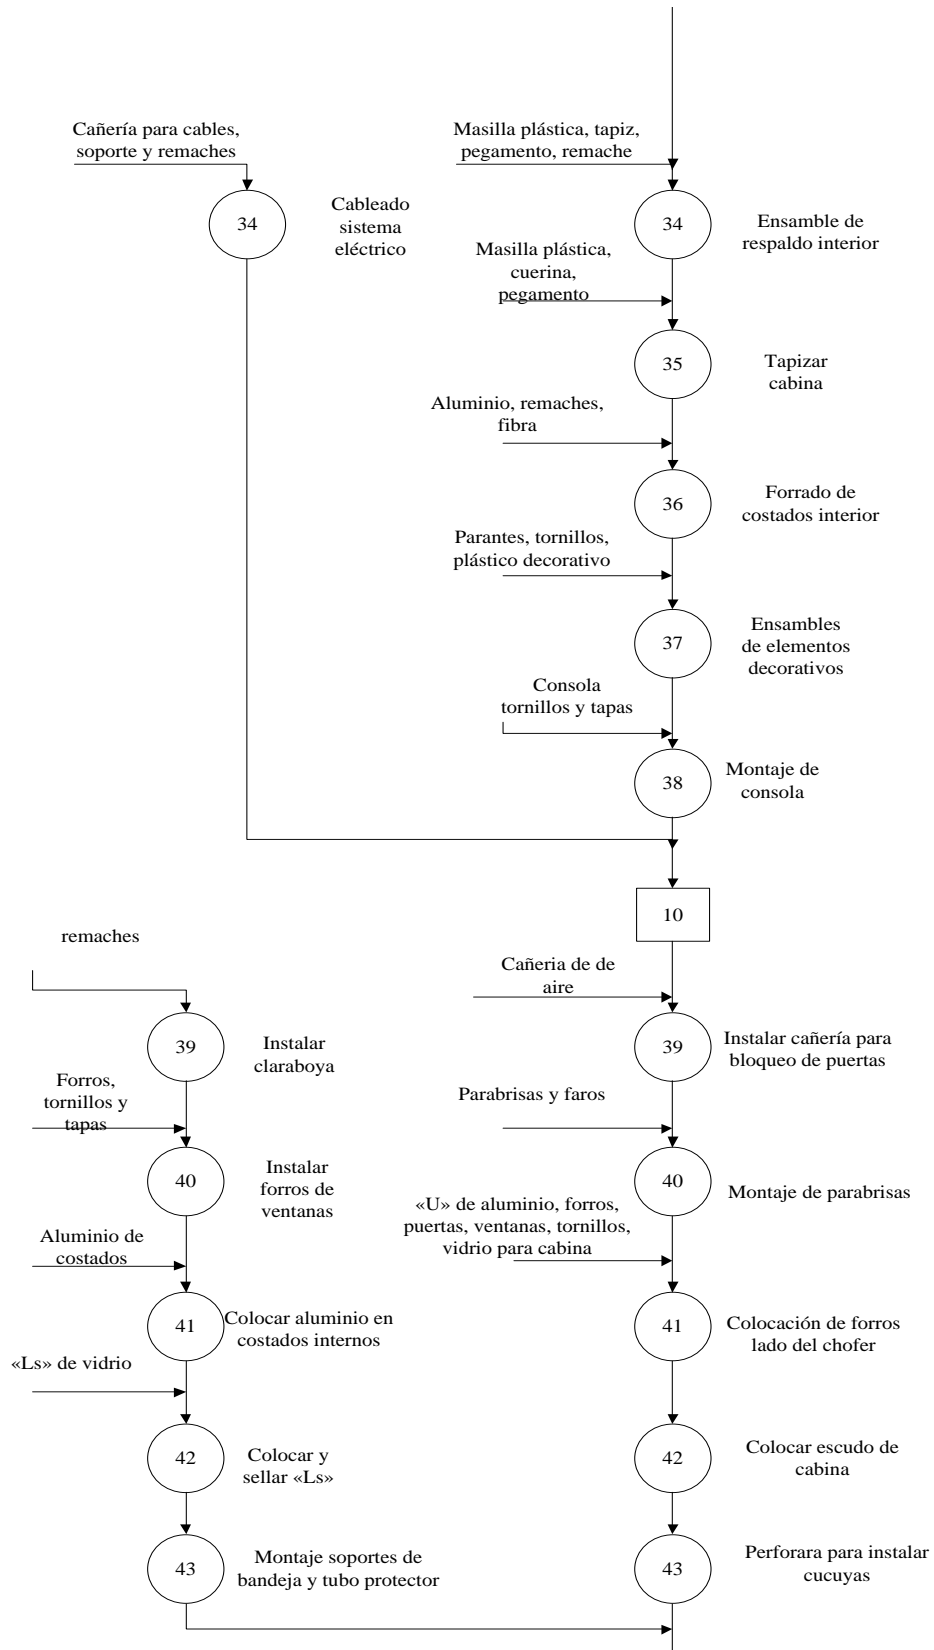 Cañería para cables,
soporte y remaches
34
Cableado
sistema
eléctrico
Masilla plástica, tapiz,
pegamento, remache
34
Ensamble de
respaldo interior
Masilla plástica,
cuerina,
pegamento
35
Tapizar
cabina
Aluminio, remaches,
fibra
36
Forrado de
costados interior
Parantes, tornillos,
plástico decorativo
37
Ensambles
de elementos
decorativos
Consola
tornillos y tapas
38
Montaje de
consola
10
remaches
39
Instalar
claraboya
Cañeria de de
aire
39
Instalar cañería para
bloqueo de puertas
Forros,
tornillos y
tapas
40
Instalar
forros de
ventanas
Parabrisas y faros
40
Montaje de parabrisas
Aluminio de
costados
41
Colocar aluminio en
costados internos
«U» de aluminio, forros,
puertas, ventanas, tornillos,
vidrio para cabina
41
Colocación de forros
lado del chofer
«Ls» de vidrio
42
Colocar y
sellar «Ls»
42
Colocar escudo de
cabina
43
Montaje soportes de
bandeja y tubo protector
43
Perforara para instalar
cucuyas